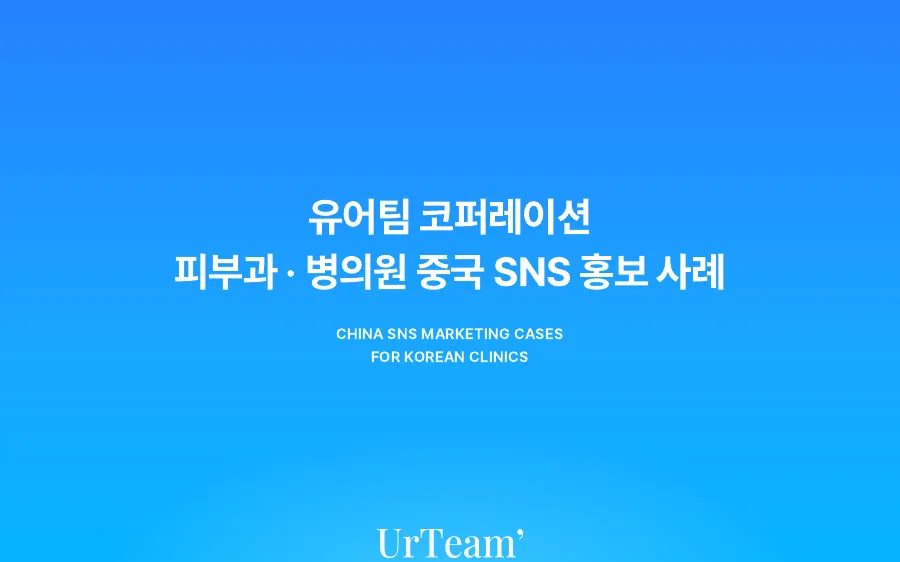 유어팀 코퍼레이션
피부과 · 병의원 중국 SNS 홍보 사례
CHINA SNS MARKETING CASES
FOR KOREAN CLINICS
UrTeam’